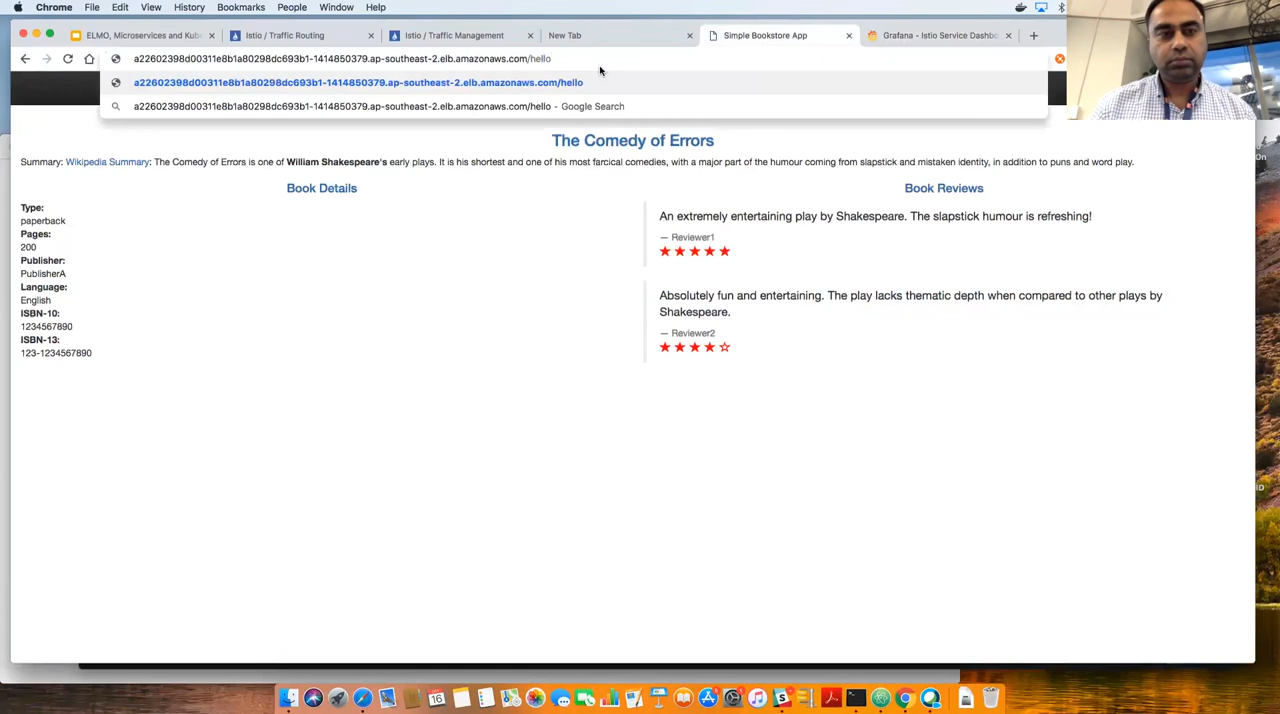 Chrome File Edit View History Bookmarks People Window Help
ELMO, Microservices and Kub
Istio / Traffic Routing
Istio / Traffic Management
New Tab
Simple Bookstore App
Grafana - Istio Service Dashbo
a22602398d00311e8b1a80298dc693b1-1414850379.ap-southeast-2.elb.amazonaws.com/hello
a22602398d00311e8b1a80298dc693b1-1414850379.ap-southeast-2.elb.amazonaws.com/hello
a22602398d00311e8b1a80298dc693b1-1414850379.ap-southeast-2.elb.amazonaws.com/hello - Google Search
The Comedy of Errors
Summary: Wikipedia Summary: The Comedy of Errors is one of William Shakespeare's early plays. It is his shortest and one of his most farcical comedies, with a major part of the humour coming from slapstick and mistaken identity, in addition to puns and word play.
Book Details
Type:
paperback
Pages:
200
Publisher:
PublisherA
Language:
English
ISBN-10:
1234567890
ISBN-13:
123-1234567890
Book Reviews
An extremely entertaining play by Shakespeare. The slapstick humour is refreshing!
— Reviewer1
Absolutely fun and entertaining. The play lacks thematic depth when compared to other plays by
Shakespeare.
— Reviewer2
On
HD
16